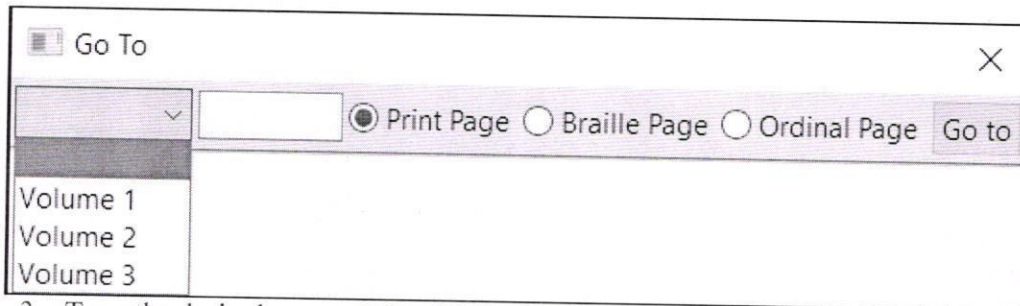 Go To
Print Page Braille Page Ordinal Page Go to
Volume 1
Volume 2
Volume 3